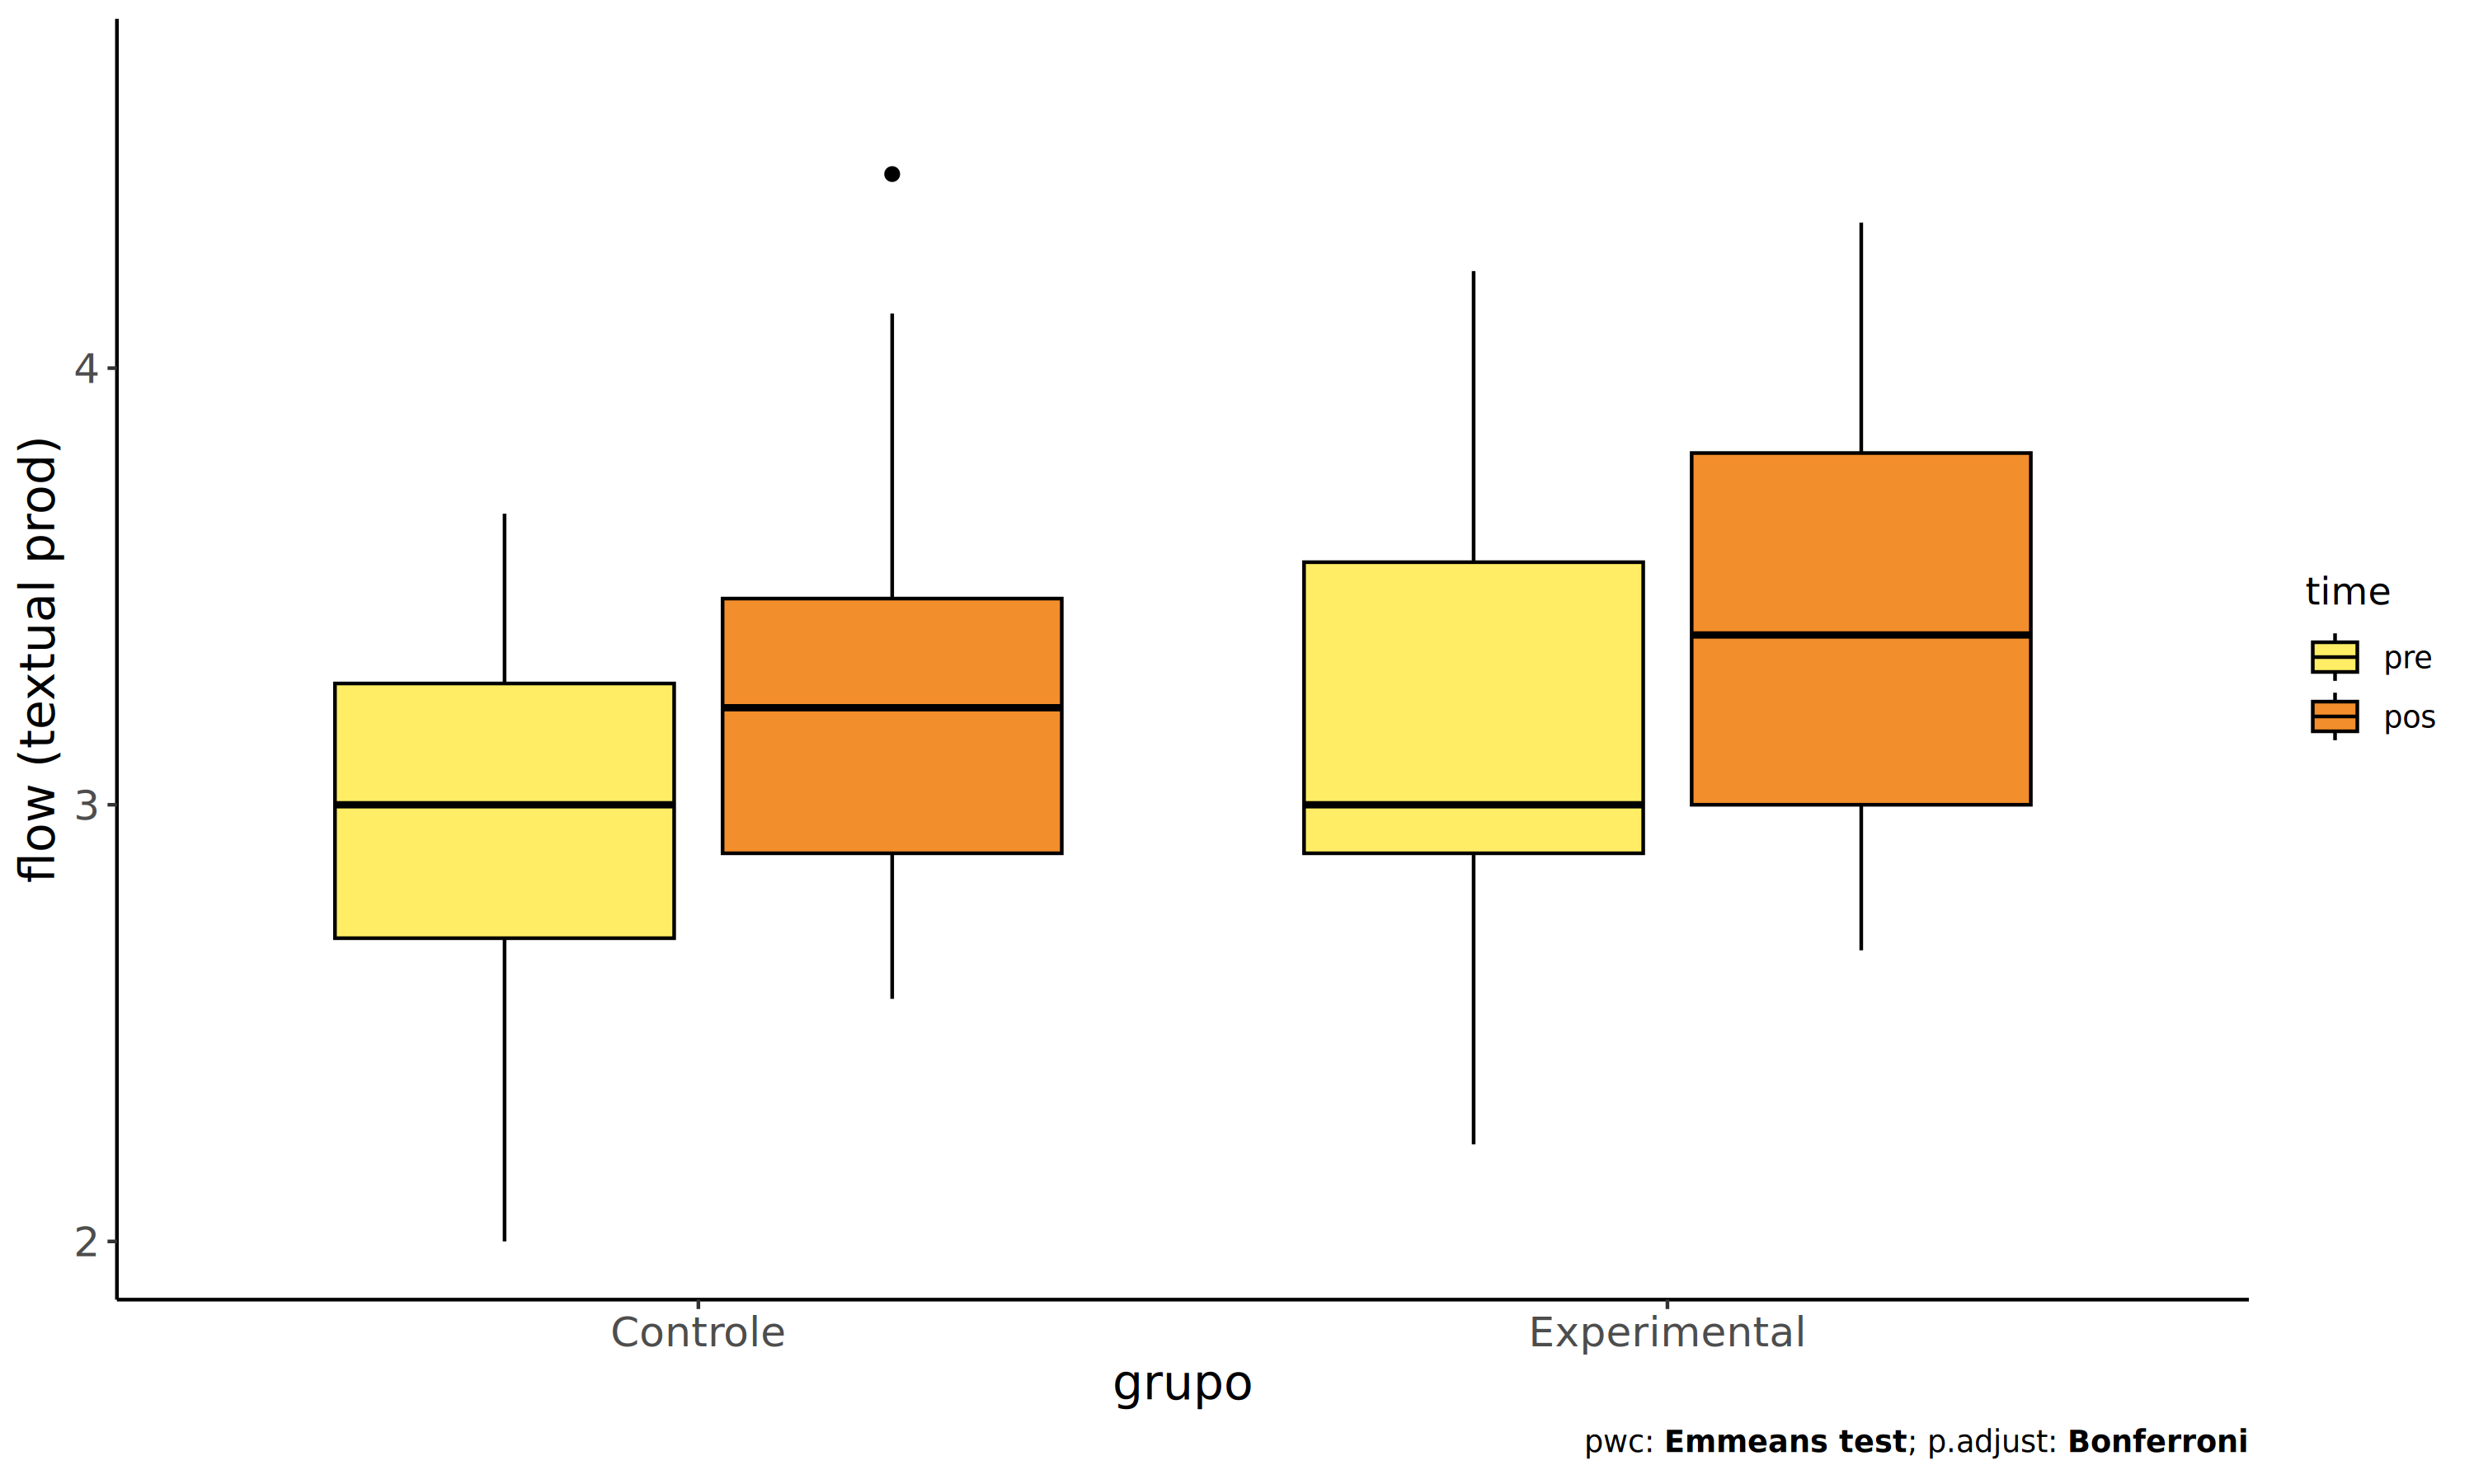 flow (textual prod)
4
3
2
Controle
Experimental
grupo
time
pre
pos
pwc: Emmeans test; p.adjust: Bonferroni